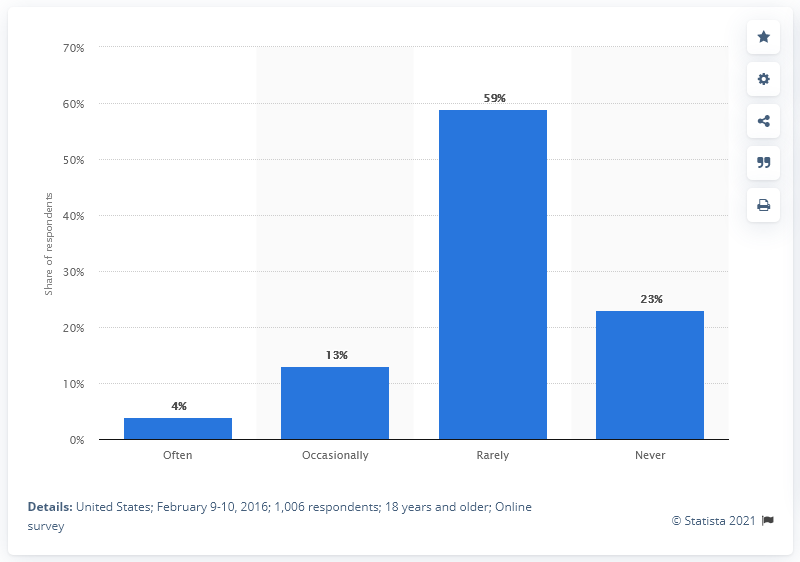 70%
60%
50%
40%
30%
20%
10%
0%
Share of respondents
4%
13%
59%
23%
Often
Occasionally
Rarely
Never
Details: United States; February 9-10, 2016; 1,006 respondents; 18 years and older; Online
survey
© Statista 2021